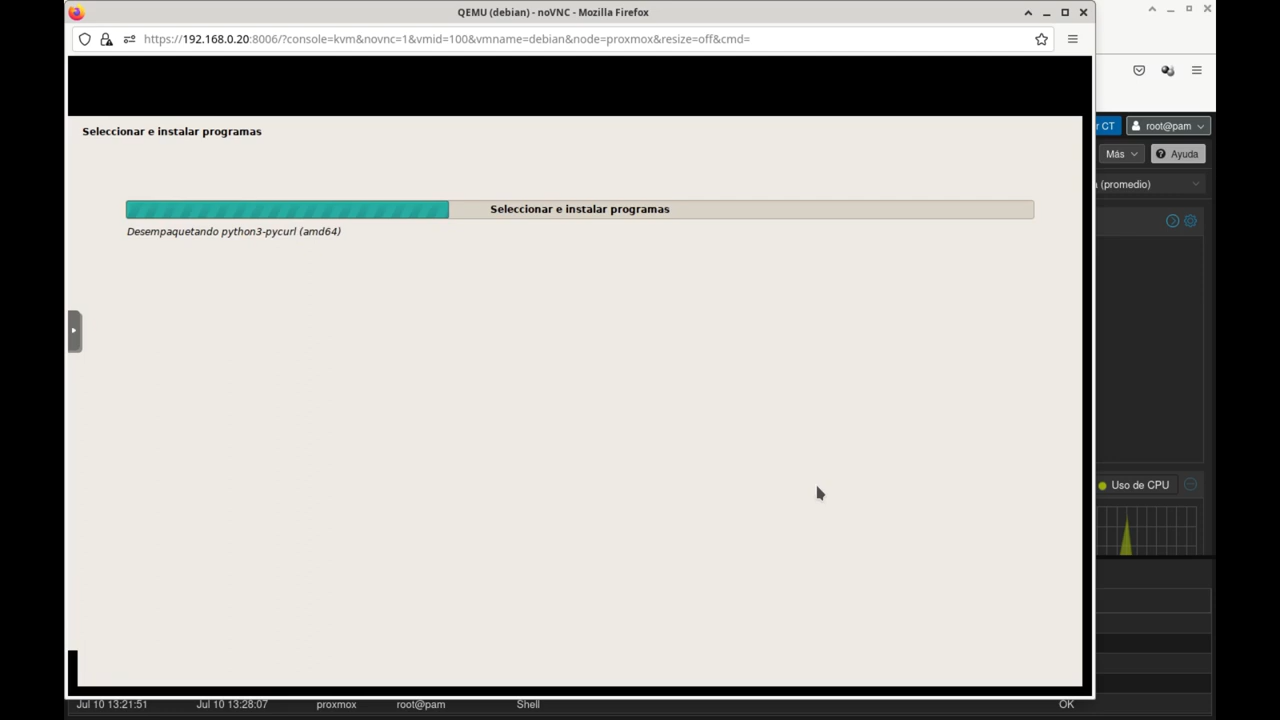 QEMU (debian) - noVNC - Mozilla Firefox
https://192.168.0.20:8006/?console=kvm&novnc=1&vmid=100&vmname=debian&node=proxmox&resize=off&cmd=
Seleccionar e instalar programas
Seleccionar e instalar programas
Desempaquetando python3-pycurl (amd64)
r CT
root@pam
Más
Ayuda
(promedio)
Uso de CPU
Jul 10 13:21:51 Jul 10 13:28:07 proxmox root@pam Shell OK